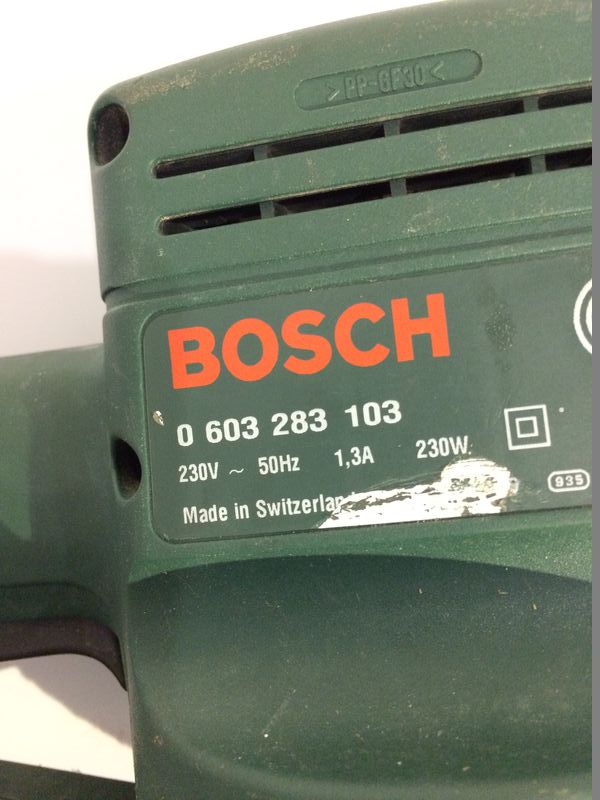 >PP-GF30<
BOSCH
0 603 283 103
230V ~ 50Hz 1,3A 230W
935
Made in Switzerlan